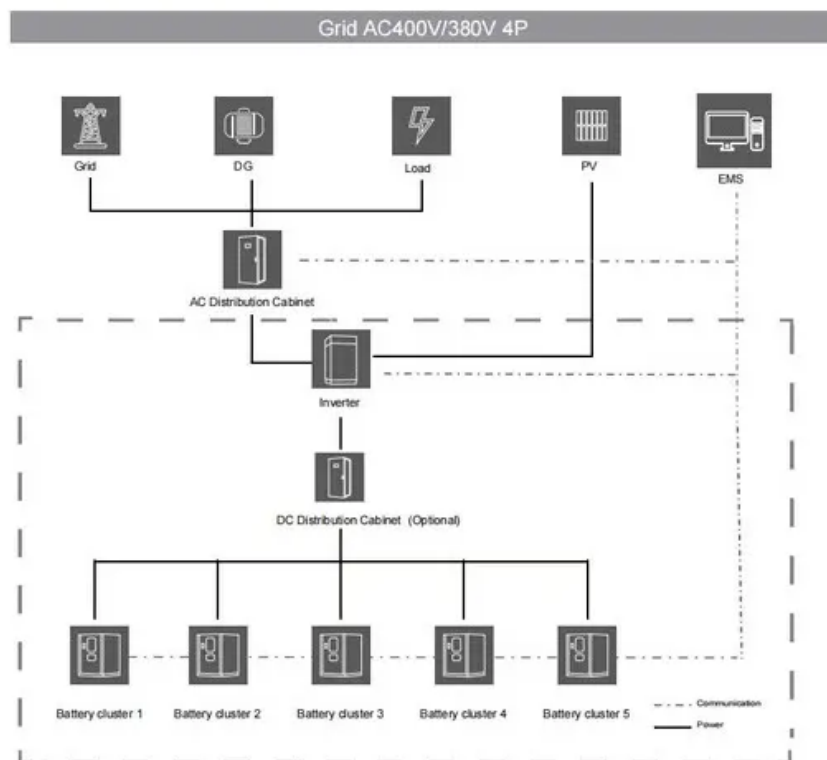 Grid AC400V/380V 4P
Grid
DG
Load
PV
EMS
AC Distribution Cabinet
Inverter
DC Distribution Cabinet (Optional)
Battery cluster 1
Battery cluster 2
Battery cluster 3
Battery cluster 4
Battery cluster 5
Communication
Power